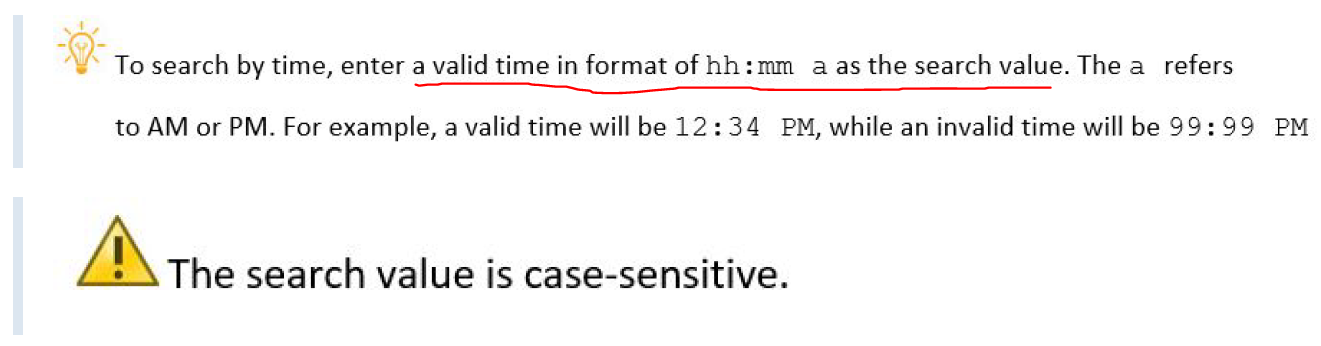 To search by time, enter a valid time in format of hh:mm a as the search value. The a refers
to AM or PM. For example, a valid time will be 12:34 PM, while an invalid time will be 99:99 PM
The search value is case-sensitive.